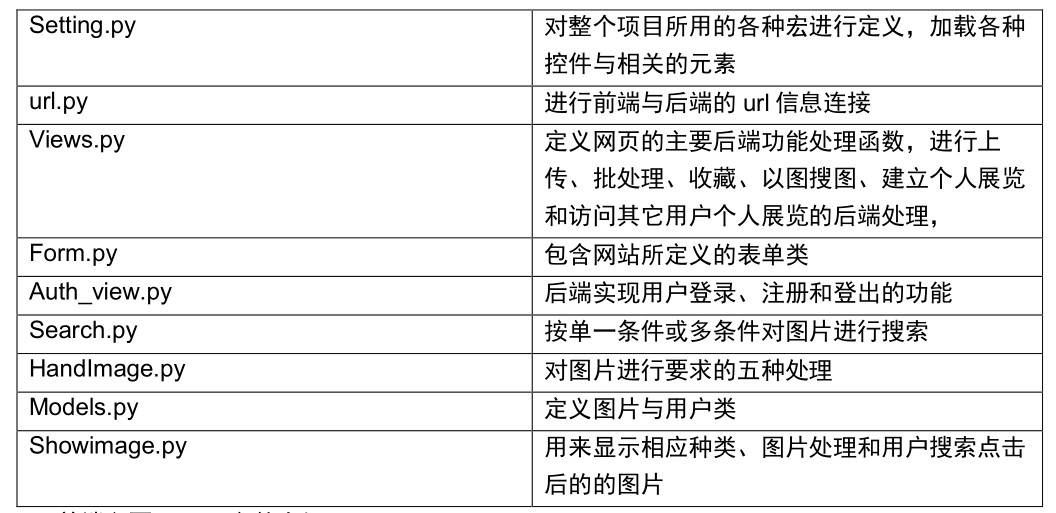 Setting.py
对整个项目所用的各种宏进行定义，加载各种
控件与相关的元素
url.py
进行前端与后端的 url 信息连接
Views.py
定义网页的主要后端功能处理函数，进行上
传、批处理、收藏、以图搜图、建立个人展览
和访问其它用户个人展览的后端处理，
Form.py
包含网站所定义的表单类
Auth_view.py
后端实现用户登录、注册和登出的功能
Search.py
按单一条件或多条件对图片进行搜索
HandImage.py
对图片进行要求的五种处理
Models.py
定义图片与用户类
Showimage.py
用来显示相应种类、图片处理和用户搜索点击
后的的图片